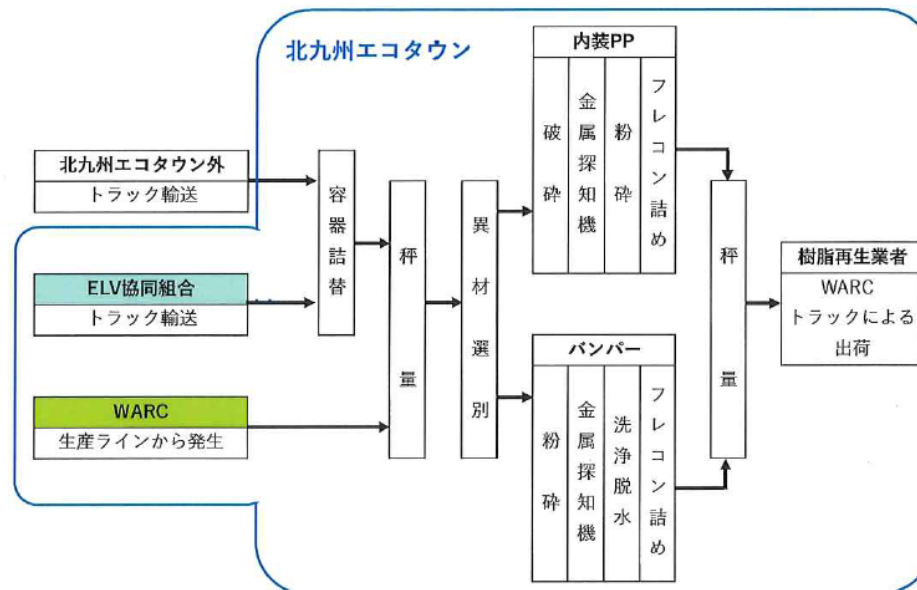 北九州エコタウン
北九州エコタウン外
トラック輸送
ELV協同組合
トラック輸送
WARC
生産ラインから発生
容器詰替
秤量
異材選別
内装PP
破砕
金属探知機
粉砕
フレコン詰め
バンパー
粉砕
金属探知機
洗浄脱水
フレコン詰め
秤量
樹脂再生業者
WARC
トラックによる
出荷